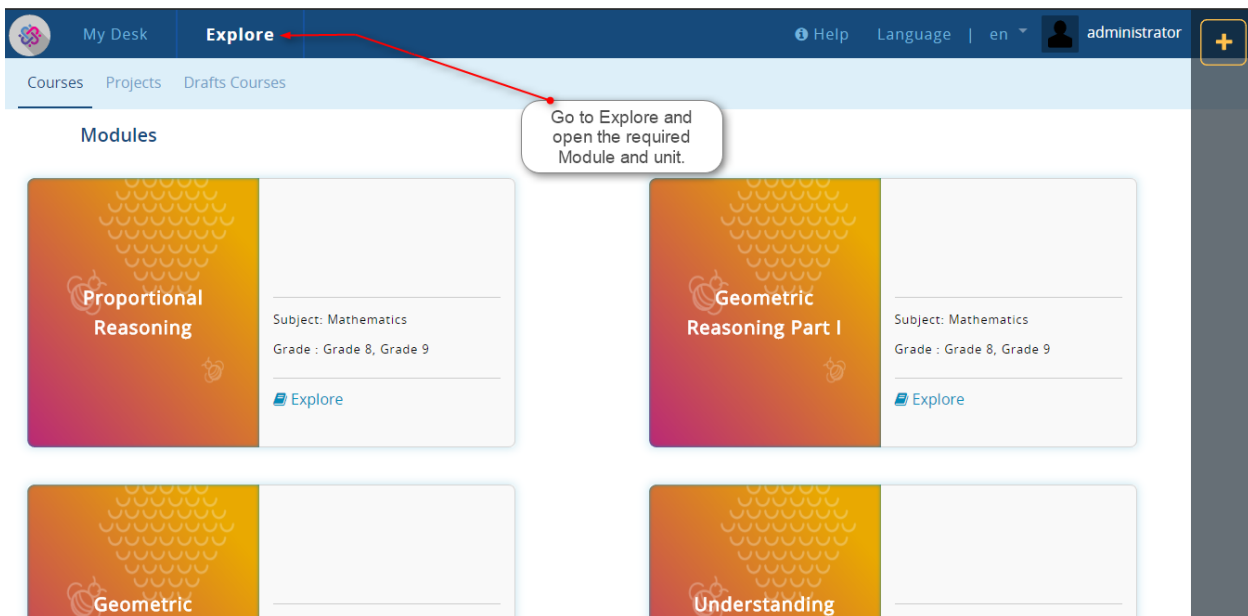 My Desk
Explore
Help
Language | en
administrator
+
Courses
Projects
Drafts Courses
Go to Explore and
open the required
Module and unit.
Modules
Proportional
Reasoning
Subject: Mathematics
Grade : Grade 8, Grade 9
Explore
Geometric
Reasoning Part I
Subject: Mathematics
Grade : Grade 8, Grade 9
Explore
Geometric
Understanding